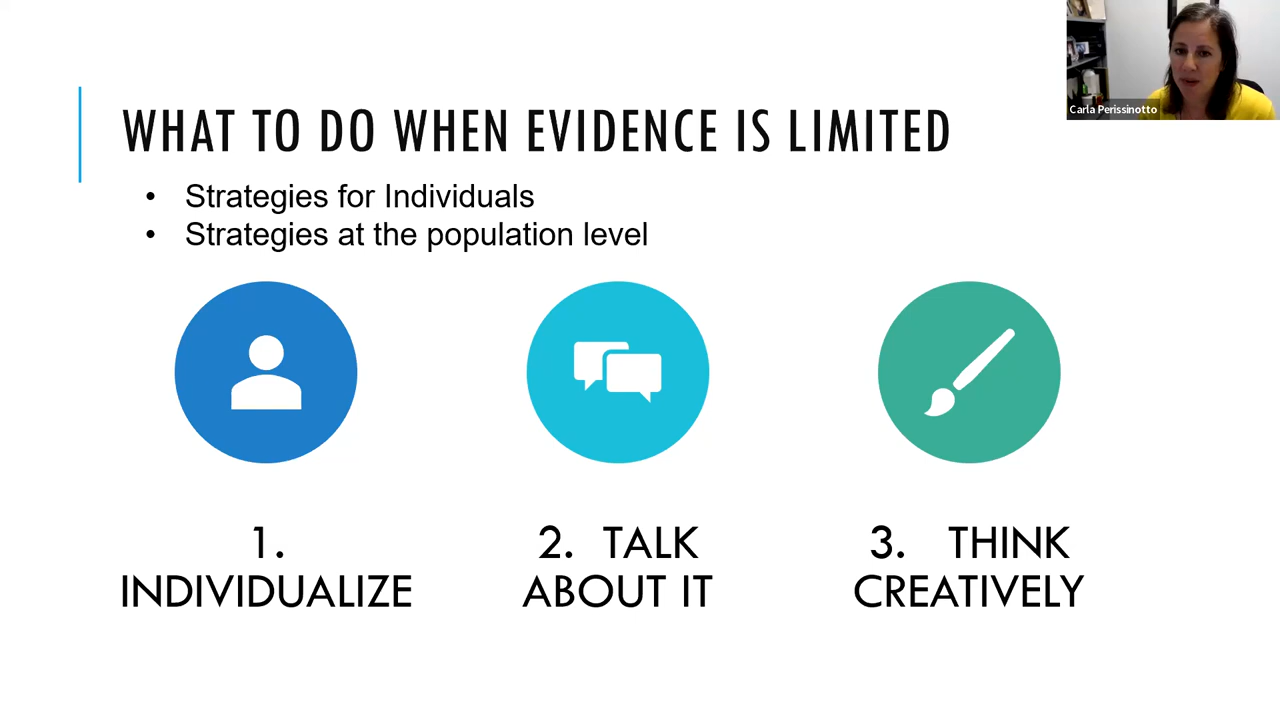 WHAT TO DO WHEN EVIDENCE IS LIMITED
• Strategies for Individuals
• Strategies at the population level
1.
INDIVIDUALIZE
2. TALK
ABOUT IT
3. THINK
CREATIVELY
Carla Perissinotto